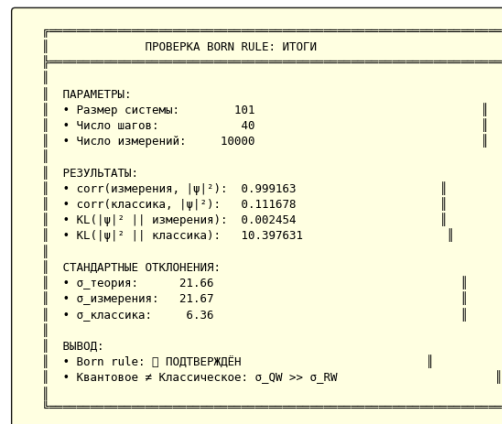 ПРОВЕРКА BORN RULE: ИТОГИ
ПАРАМЕТРЫ:
• Размер системы: 101
• Число шагов: 40
• Число измерений: 10000
РЕЗУЛЬТАТЫ:
• corr(измерения, |ψ|²): 0.999163
• corr(классика, |ψ|²): 0.111678
• KL(|ψ|² || измерения): 0.002454
• KL(|ψ|² || классика): 10.397631
СТАНДАРТНЫЕ ОТКЛОНЕНИЯ:
• σ_теория: 21.66
• σ_измерения: 21.67
• σ_классика: 6.36
ВЫВОД:
• Born rule: ▯ ПОДТВЕРЖДЁН
• Квантовое ≠ Классическое: σ_QW >> σ_RW